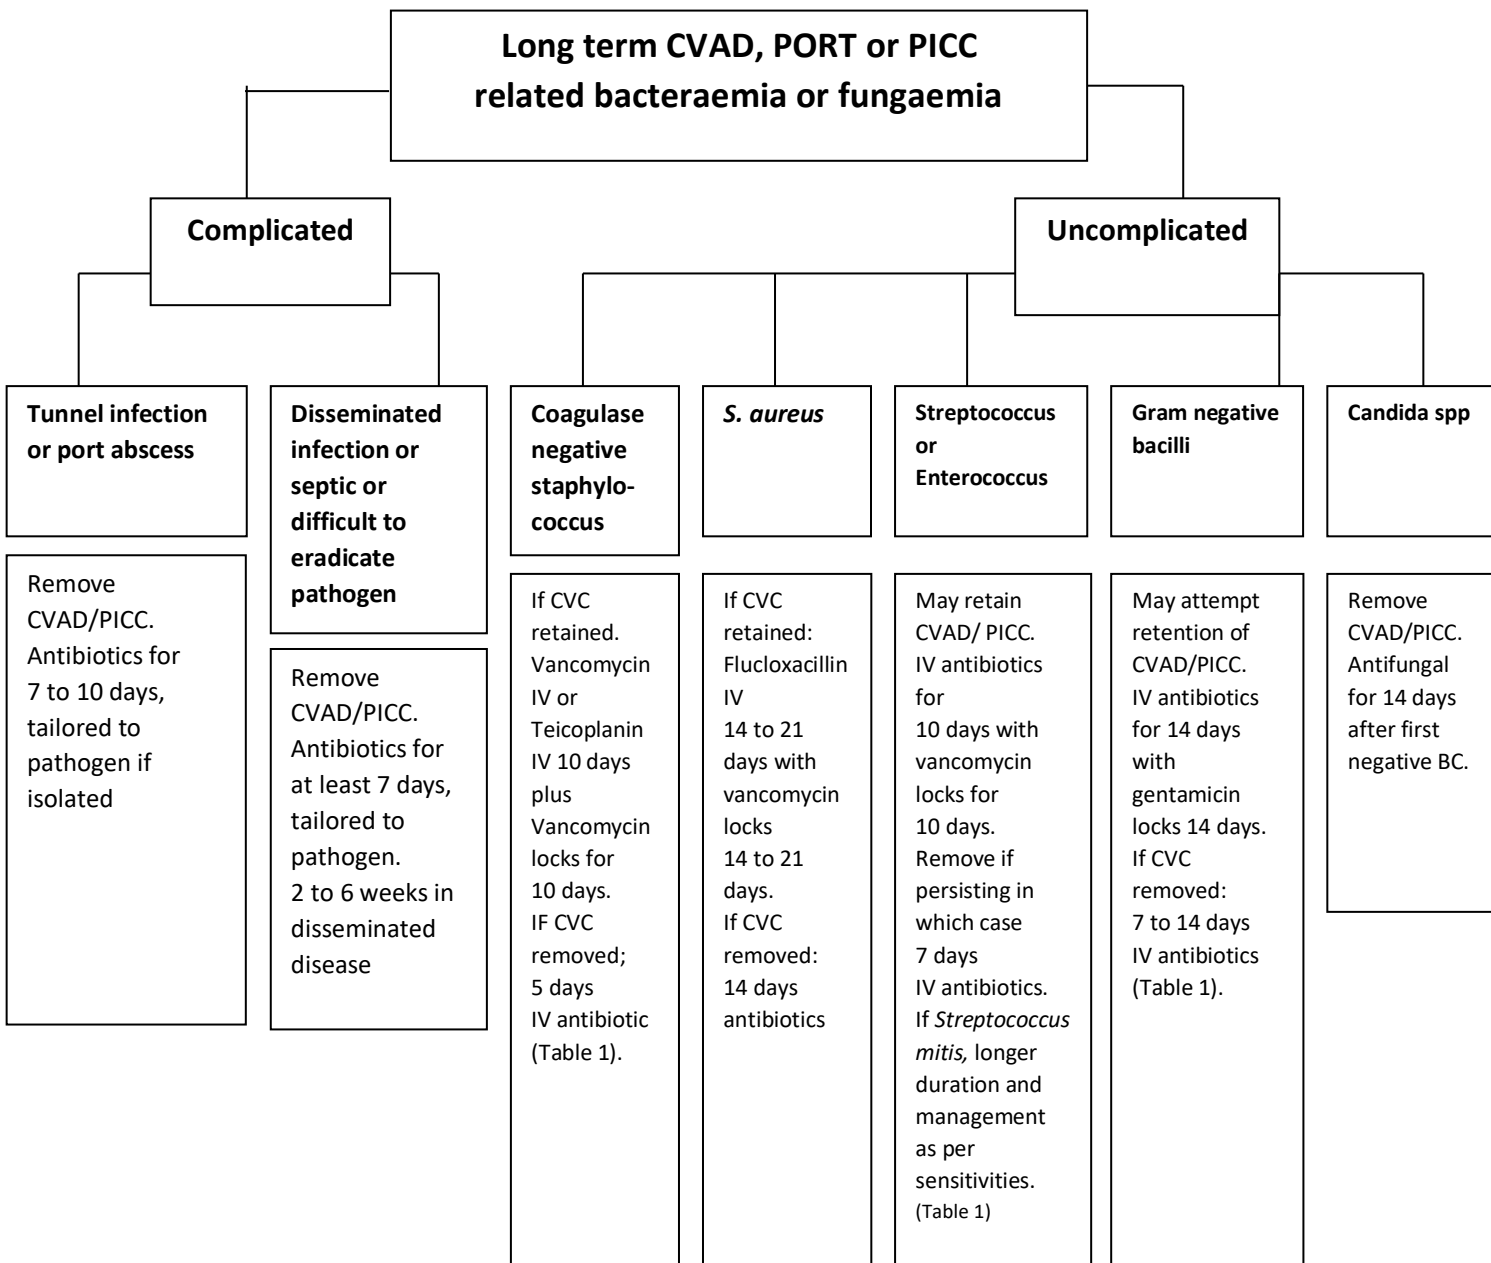 Long term CVAD, PORT or PICC
related bacteraemia or fungaemia
Complicated
Uncomplicated
Tunnel infection
or port abscess
Remove
CVAD/PICC.
Antibiotics for
7 to 10 days,
tailored to
pathogen if
isolated
Disseminated
infection or
septic or
difficult to
eradicate
pathogen
Remove
CVAD/PICC.
Antibiotics for
at least 7 days,
tailored to
pathogen.
2 to 6 weeks in
disseminated
disease
Coagulase
negative
staphylo-
coccus
If CVC
retained.
Vancomycin
IV or
Teicoplanin
IV 10 days
plus
Vancomycin
locks for
10 days.
IF CVC
removed;
5 days
IV antibiotic
(Table 1).
S. aureus
If CVC
retained:
Flucloxacillin
IV
14 to 21
days with
vancomycin
locks
14 to 21
days.
If CVC
removed:
14 days
antibiotics
Streptococcus
or
Enterococcus
May retain
CVAD/ PICC.
IV antibiotics
for
10 days with
vancomycin
locks for
10 days.
Remove if
persisting in
which case
7 days
IV antibiotics.
If Streptococcus
mitis, longer
duration and
management
as per
sensitivities.
(Table 1)
Gram negative
bacilli
May attempt
retention of
CVAD/PICC.
IV antibiotics
for 14 days
with
gentamicin
locks 14 days.
If CVC
removed:
7 to 14 days
IV antibiotics
(Table 1).
Candida spp
Remove
CVAD/PICC.
Antifungal
for 14 days
after first
negative BC.